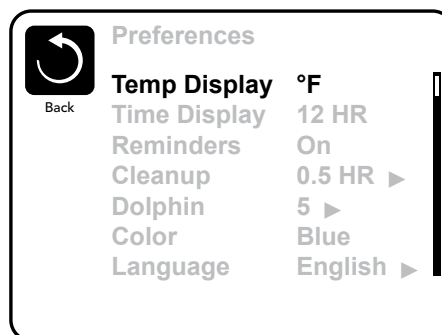 Preferences
Back
Temp Display °F
Time Display 12 HR
Reminders On
Cleanup 0.5 HR ▶
Dolphin 5 ▶
Color Blue
Language English ▶